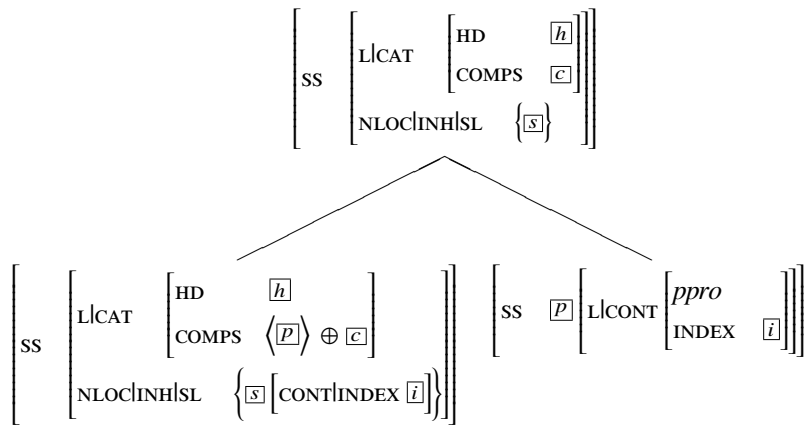 HD h
L|CAT
COMPS c
SS
NLOC|INH|SL {s}
HD h
L|CAT
COMPS ⟨p⟩ ⊕ c
SS
NLOC|INH|SL {s [CONT|INDEX i]}
ppro
SS p L|CONT
INDEX i